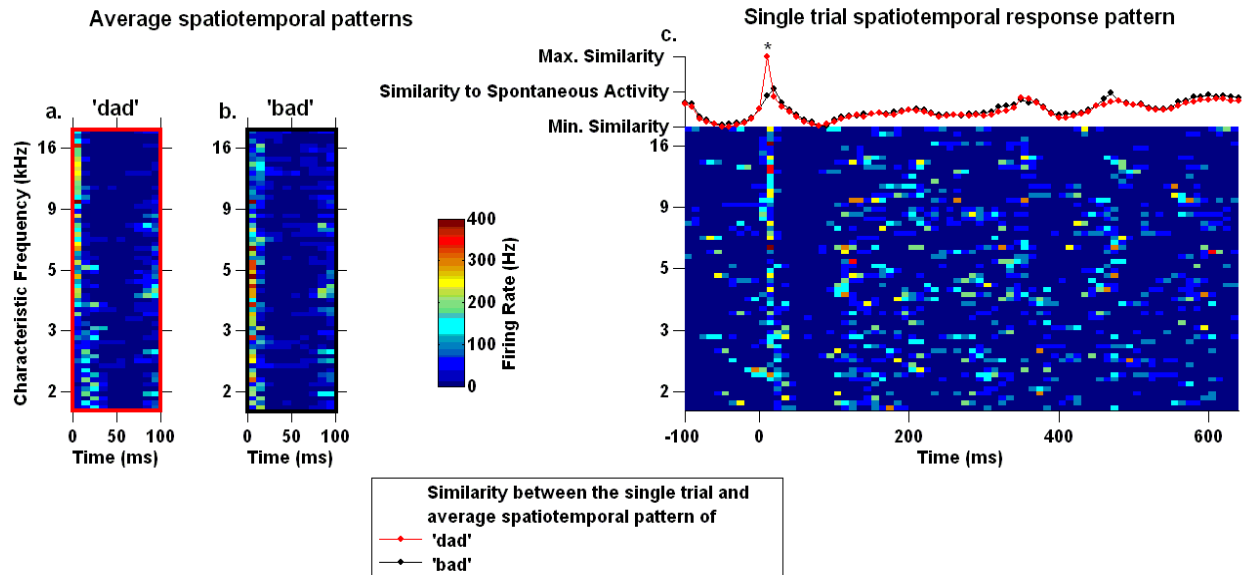 Average spatiotemporal patterns
a. 'dad'
b. 'bad'
Characteristic Frequency (kHz)
16
9
5
3
2
0 50 100
Time (ms)
16
9
5
3
2
0 50 100
Time (ms)
400
300
200
100
0
Firing Rate (Hz)
Single trial spatiotemporal response pattern
c.
*
Max. Similarity
Similarity to Spontaneous Activity
Min. Similarity
16
9
5
3
2
-100 0 200 400 600
Time (ms)
Similarity between the single trial and
average spatiotemporal pattern of
'dad'
'bad'